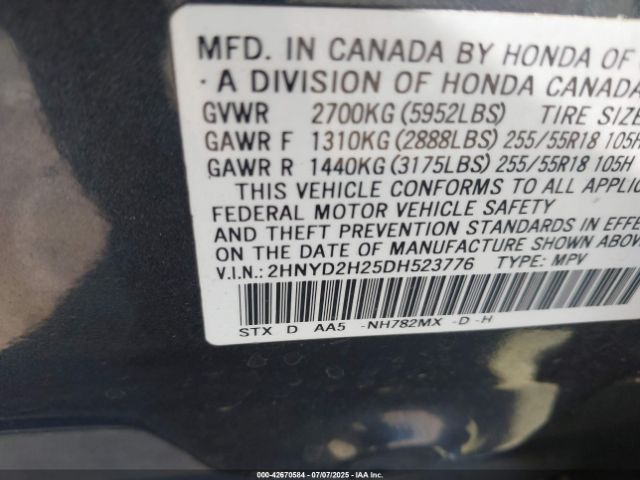 MFD. IN CANADA BY HONDA OF
· A DIVISION OF HONDA CANADA
GVWR 2700KG (5952LBS) TIRE SIZE
GAWR F 1310KG (2888LBS) 255/55R18 105H
GAWR R 1440KG (3175LBS) 255/55R18 105H
THIS VEHICLE CONFORMS TO ALL APPLIC
FEDERAL MOTOR VEHICLE SAFETY
AND THEFT PREVENTION STANDARDS IN EFFE
ON THE DATE OF MANUFACTURE SHOWN ABOV
V.I.N.: 2HNYD2H25DH523776 TYPE: MPV
STX D AA5 -NH782MX -D -H
000-42670584 | 07/07/2025 - IAA Inc.